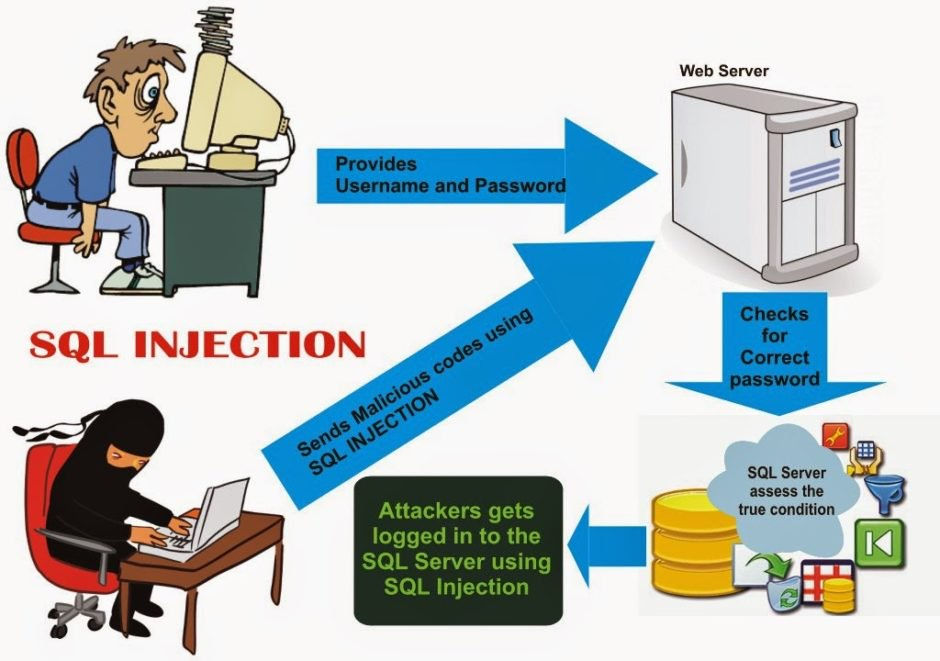 Web Server
Provides
Username and Password
SQL INJECTION
Sends Malicious codes using
SQL INJECTION
Checks
for
Correct
password
SQL Server
assess the
true condition
Attackers gets
logged in to the
SQL Server using
SQL Injection